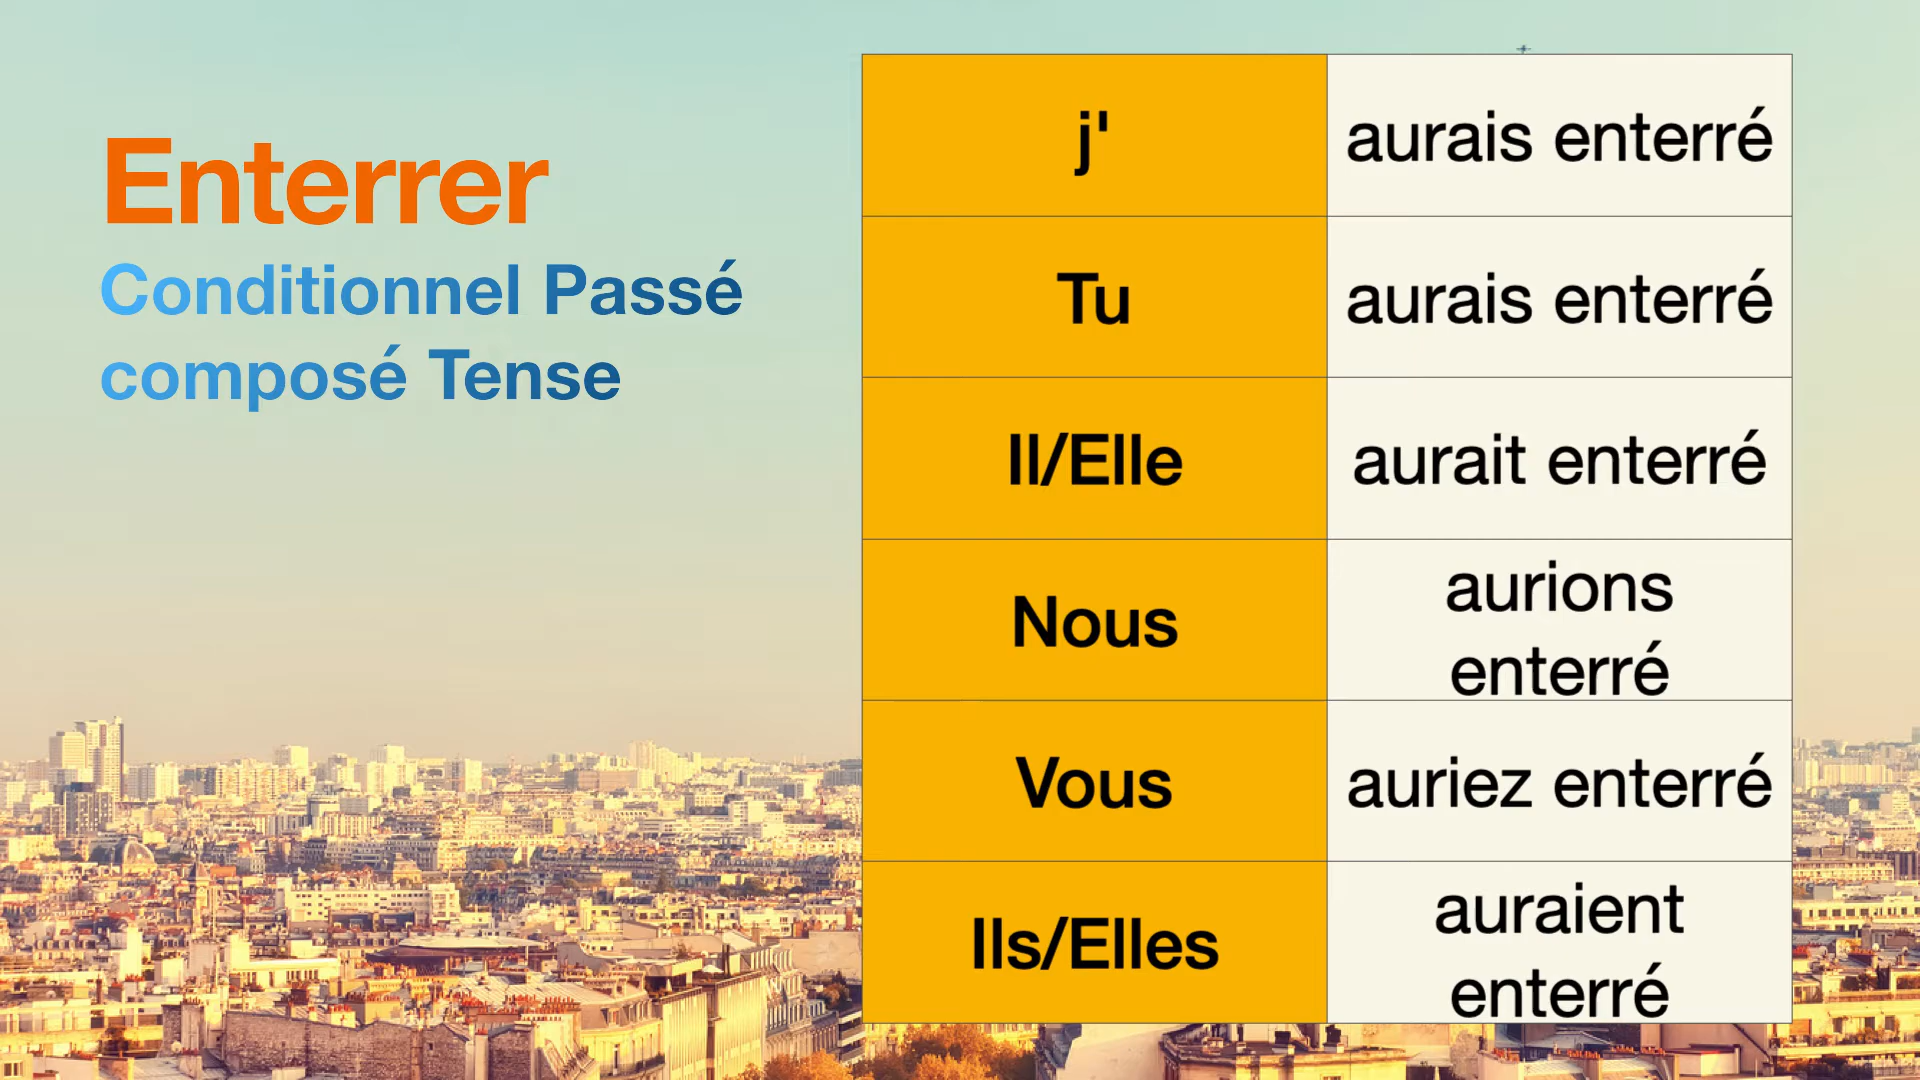 Enterrer
Conditionnel Passé
composé Tense
j' aurais enterré
Tu aurais enterré
Il/Elle aurait enterré
Nous aurions
enterré
Vous auriez enterré
Ils/Elles auraient
enterré